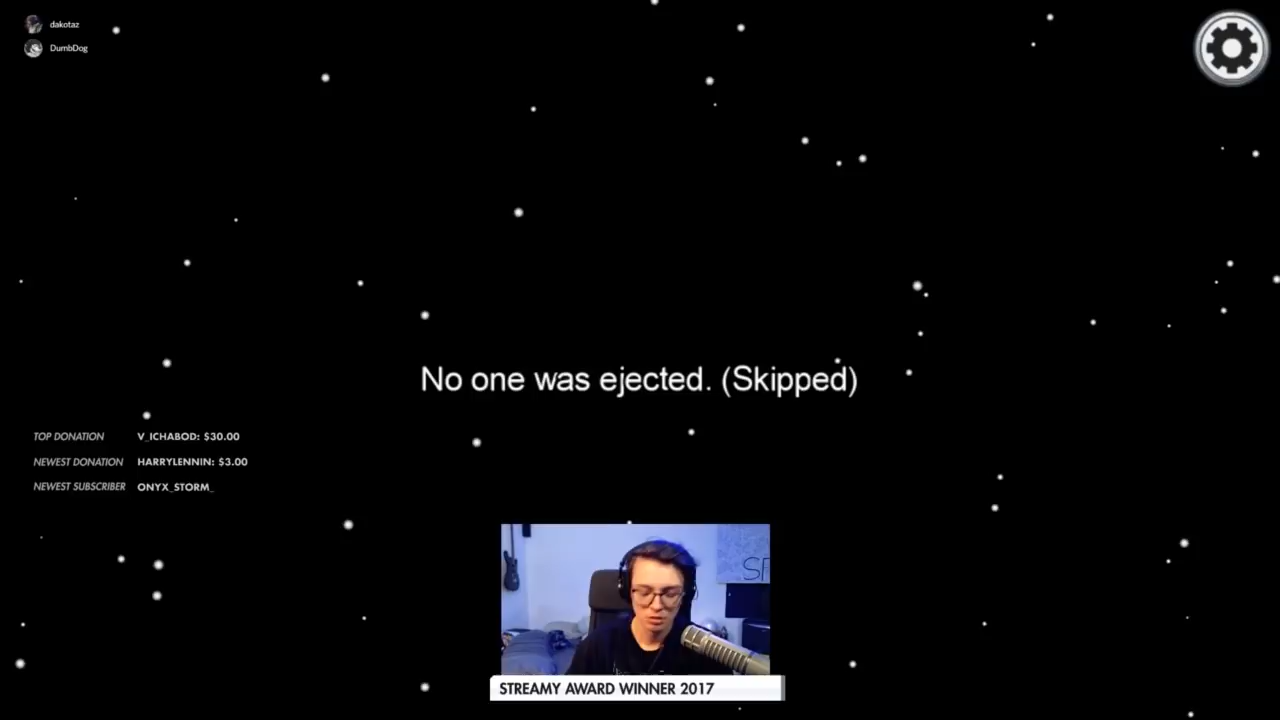 dakotaz
DumbDog
No one was ejected. (Skipped)
TOP DONATION V_ICHABOD: $30.00
NEWEST DONATION HARRYLENNIN: $3.00
NEWEST SUBSCRIBER ONYX_STORM_
SF
STREAMY AWARD WINNER 2017